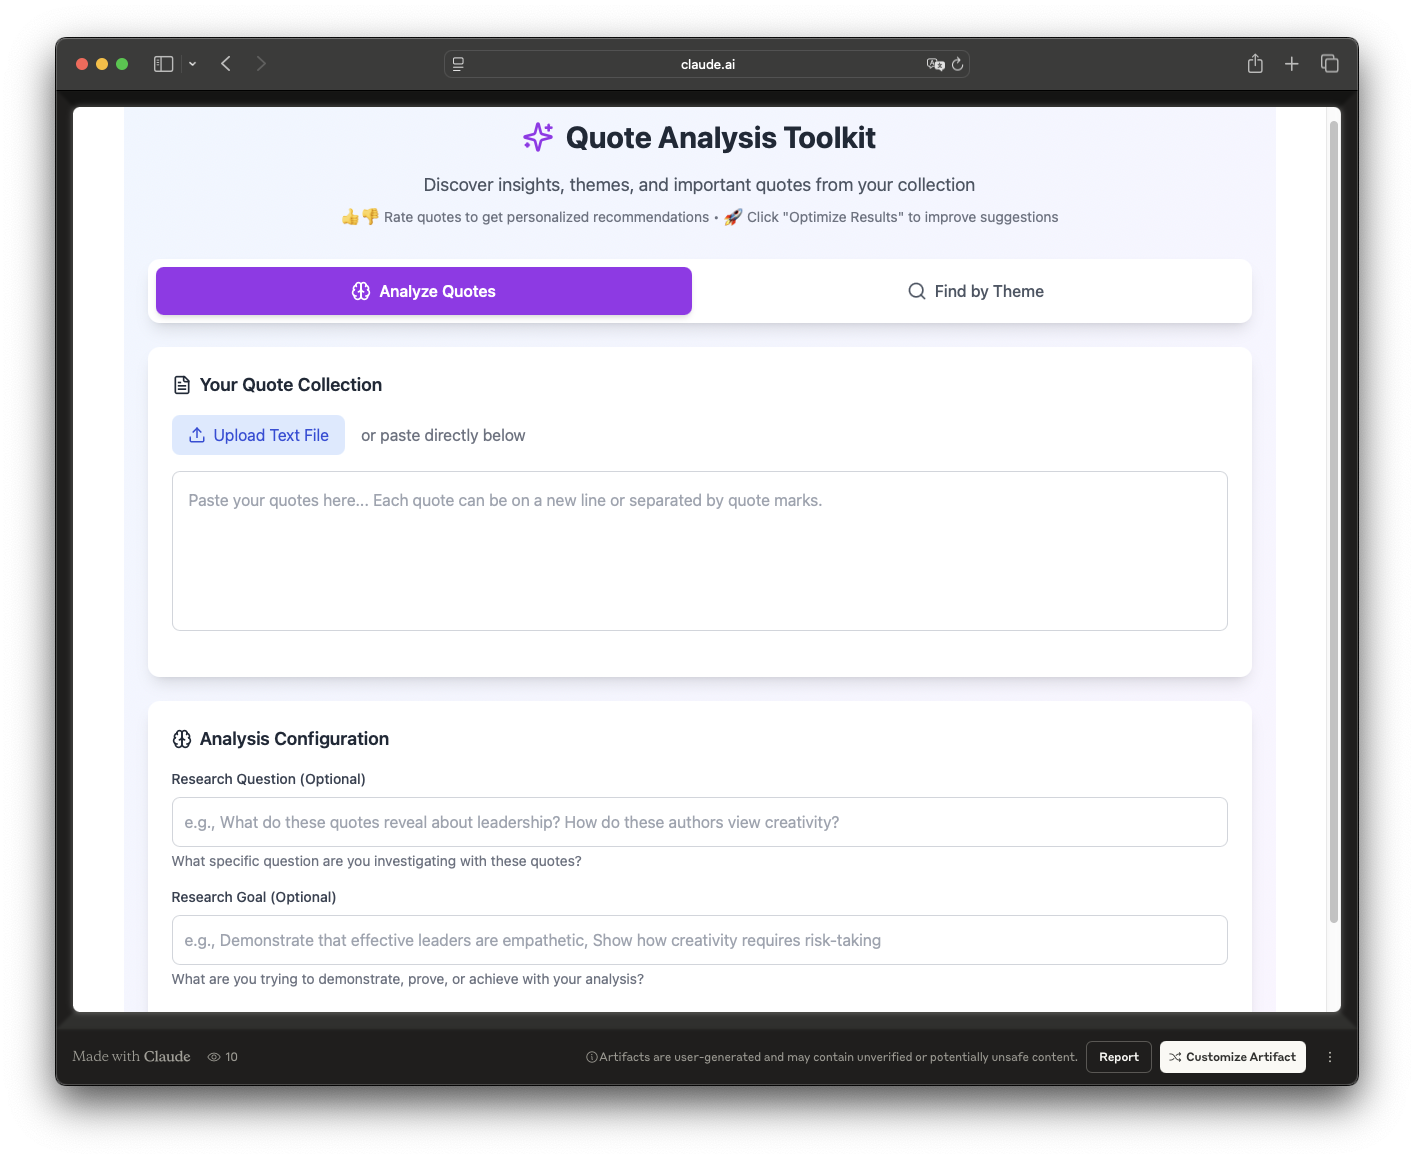 claude.ai
Quote Analysis Toolkit
Discover insights, themes, and important quotes from your collection
👍👎 Rate quotes to get personalized recommendations • 🚀 Click "Optimize Results" to improve suggestions
Analyze Quotes
Find by Theme
Your Quote Collection
Upload Text File
or paste directly below
Paste your quotes here... Each quote can be on a new line or separated by quote marks.
Analysis Configuration
Research Question (Optional)
e.g., What do these quotes reveal about leadership? How do these authors view creativity?
What specific question are you investigating with these quotes?
Research Goal (Optional)
e.g., Demonstrate that effective leaders are empathetic, Show how creativity requires risk-taking
What are you trying to demonstrate, prove, or achieve with your analysis?
Made with Claude
10
Artifacts are user-generated and may contain unverified or potentially unsafe content.
Report
Customize Artifact